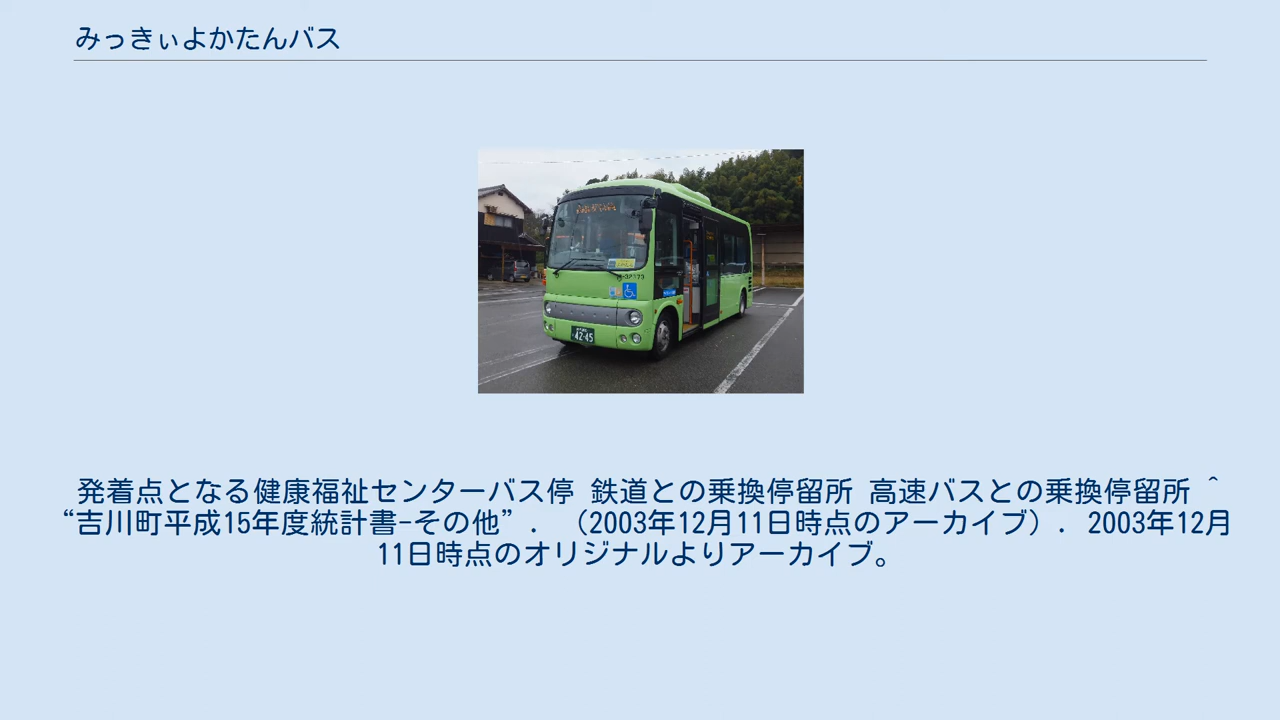 みっきぃよかたんバス
42-45
発着点となる健康福祉センターバス停 鉄道との乗換停留所 高速バスとの乗換停留所 ^
“吉川町平成15年度統計書-その他”. (2003年12月11日時点のアーカイブ). 2003年12月
11日時点のオリジナルよりアーカイブ。